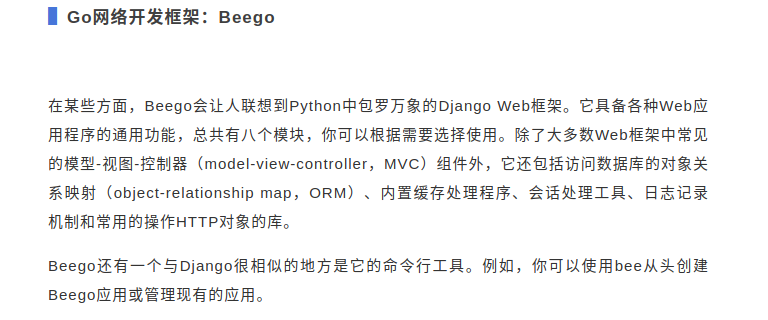 Go网络开发框架：Beego
在某些方面，Beego会让人联想到Python中包罗万象的Django Web框架。它具备各种Web应
用程序的通用功能，总共有八个模块，你可以根据需要选择使用。除了大多数Web框架中常见
的模型-视图-控制器（model-view-controller，MVC）组件外，它还包括访问数据库的对象关
系映射（object-relationship map，ORM）、内置缓存处理程序、会话处理工具、日志记录
机制和常用的操作HTTP对象的库。
Beego还有一个与Django很相似的地方是它的命令行工具。例如，你可以使用bee从头创建
Beego应用或管理现有的应用。